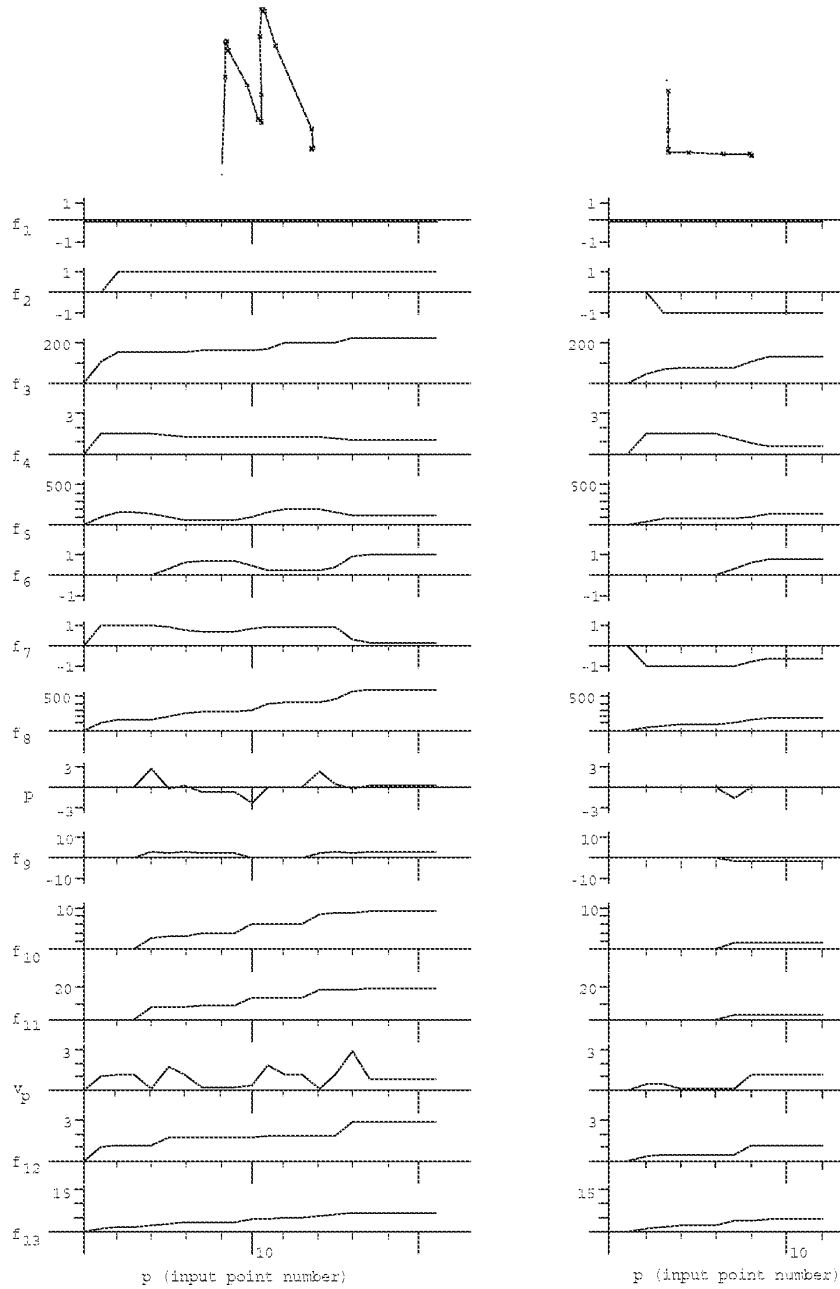 1 1
f1
-1 -1
1 1
f2
-1 -1
200 200
f3
3 3
f4
500 500
f5
1 1
f6
-1 -1
1 1
f7
-1 -1
500 500
f8
3 3
p
-3 -3
10 10
f9
-10 -10
10 10
f10
20 20
f11
3 3
vp
3 3
f12
15 15
f13
10 10
p (input point number) p (input point number)